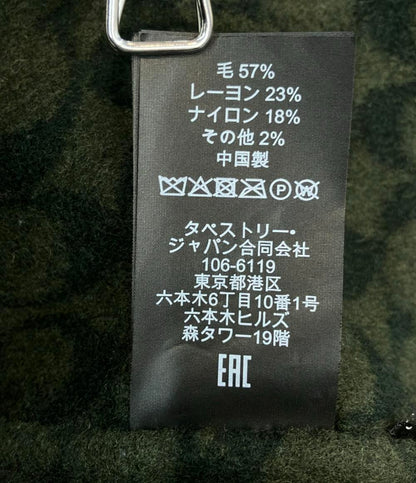 毛 57%
レーヨン 23%
ナイロン 18%
その他 2%
中国製
タペストリー・
ジャパン合同会社
106-6119
東京都港区
六本木6丁目10番1号
六本木ヒルズ
森タワー19階
EAC